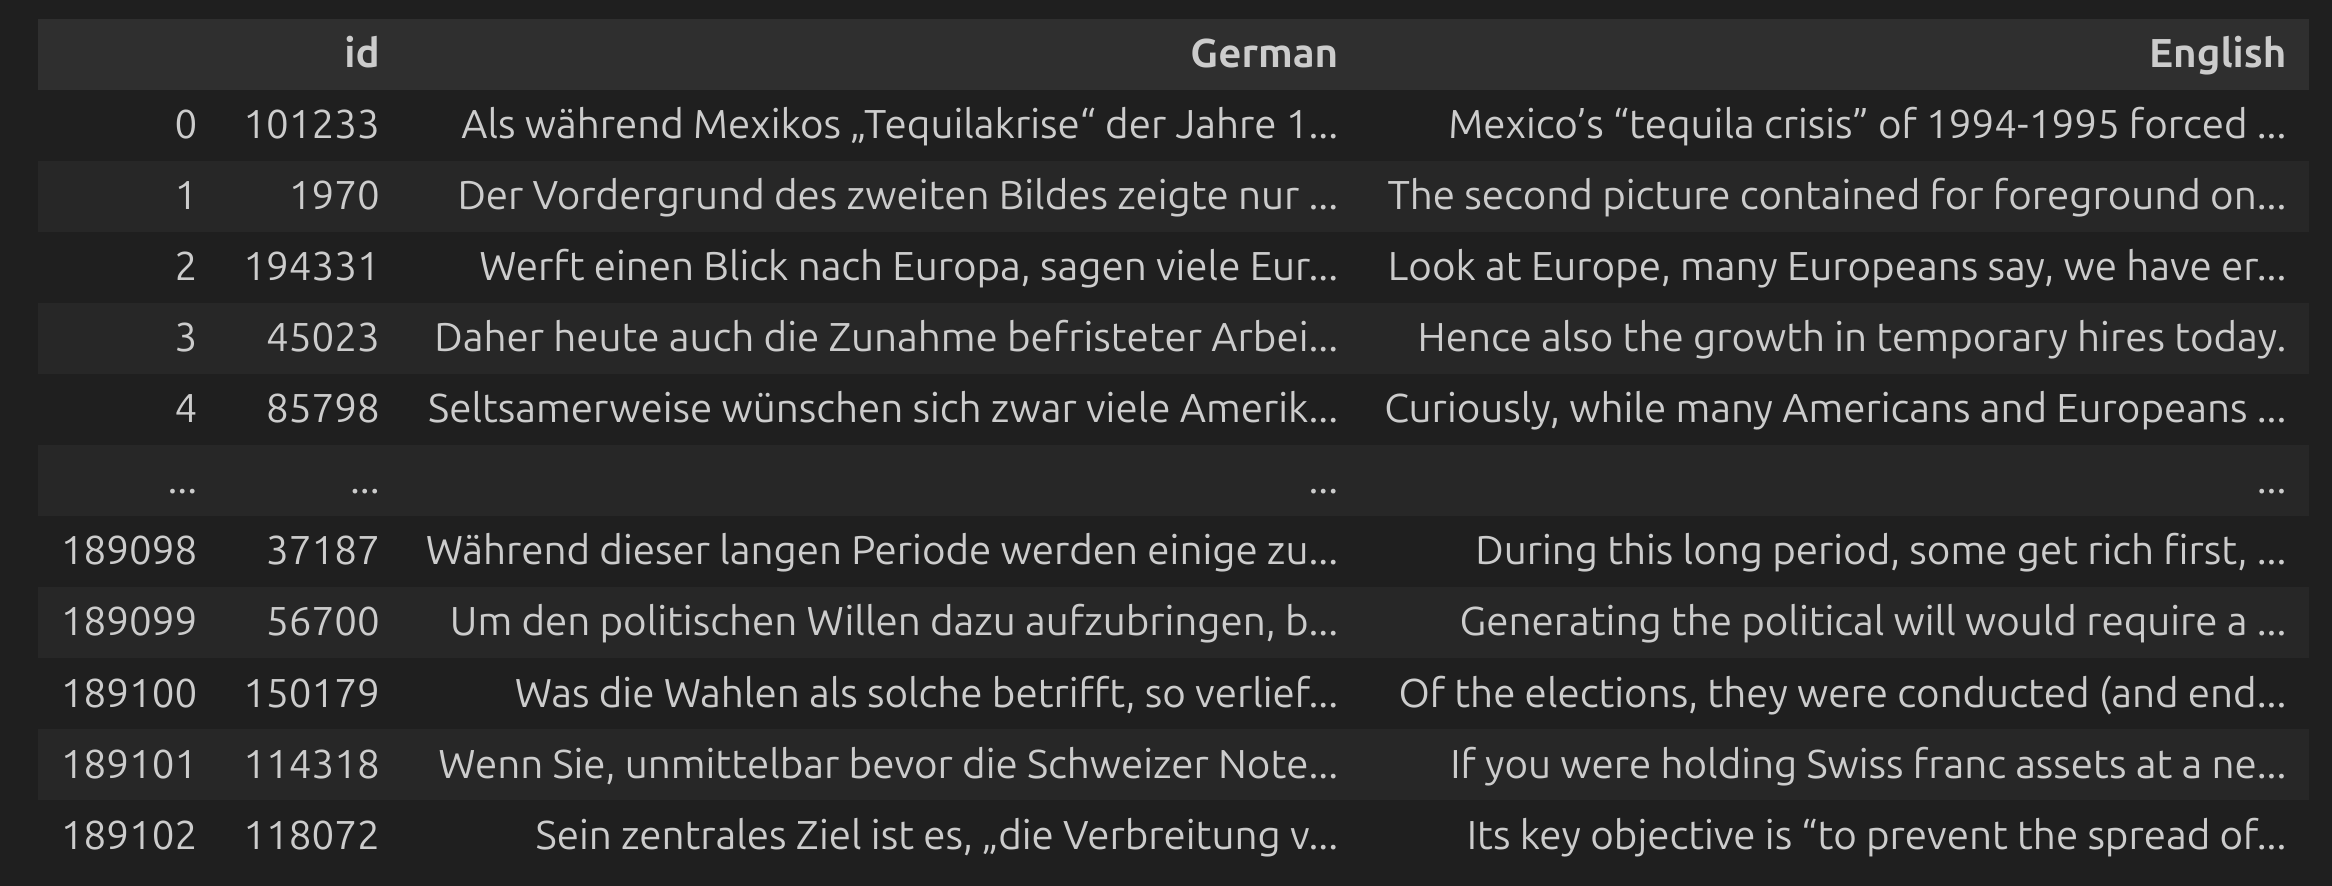 id German English
0 101233 Als während Mexikos „Tequilakrise“ der Jahre 1... Mexico’s “tequila crisis” of 1994-1995 forced ...
1 1970 Der Vordergrund des zweiten Bildes zeigte nur ... The second picture contained for foreground on...
2 194331 Werft einen Blick nach Europa, sagen viele Eur... Look at Europe, many Europeans say, we have er...
3 45023 Daher heute auch die Zunahme befristeter Arbei... Hence also the growth in temporary hires today.
4 85798 Seltsamerweise wünschen sich zwar viele Amerik... Curiously, while many Americans and Europeans ...
... ... ... ...
189098 37187 Während dieser langen Periode werden einige zu... During this long period, some get rich first, ...
189099 56700 Um den politischen Willen dazu aufzubringen, b... Generating the political will would require a ...
189100 150179 Was die Wahlen als solche betrifft, so verlief... Of the elections, they were conducted (and end...
189101 114318 Wenn Sie, unmittelbar bevor die Schweizer Note... If you were holding Swiss franc assets at a ne...
189102 118072 Sein zentrales Ziel ist es, „die Verbreitung v... Its key objective is “to prevent the spread of...